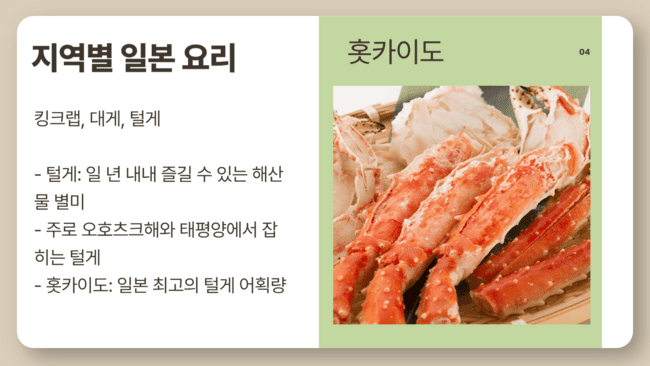 지역별 일본 요리
홋카이도
04
킹크랩, 대게, 털게
- 털게: 일 년 내내 즐길 수 있는 해산
물 별미
- 주로 오호츠크해와 태평양에서 잡
히는 털게
- 홋카이도: 일본 최고의 털게 어획량